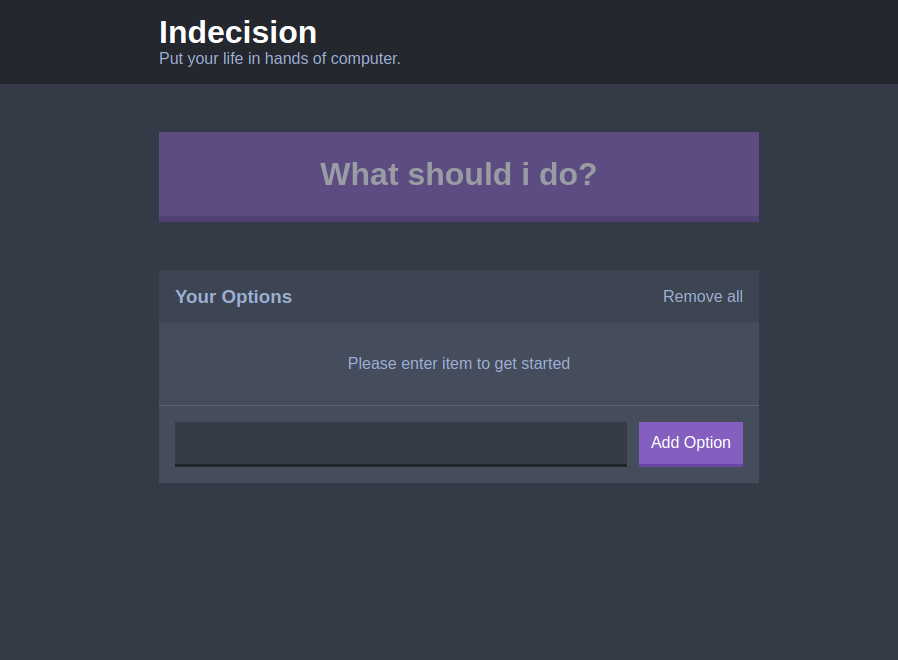 Indecision
Put your life in hands of computer.
What should i do?
Your Options
Remove all
Please enter item to get started
Add Option